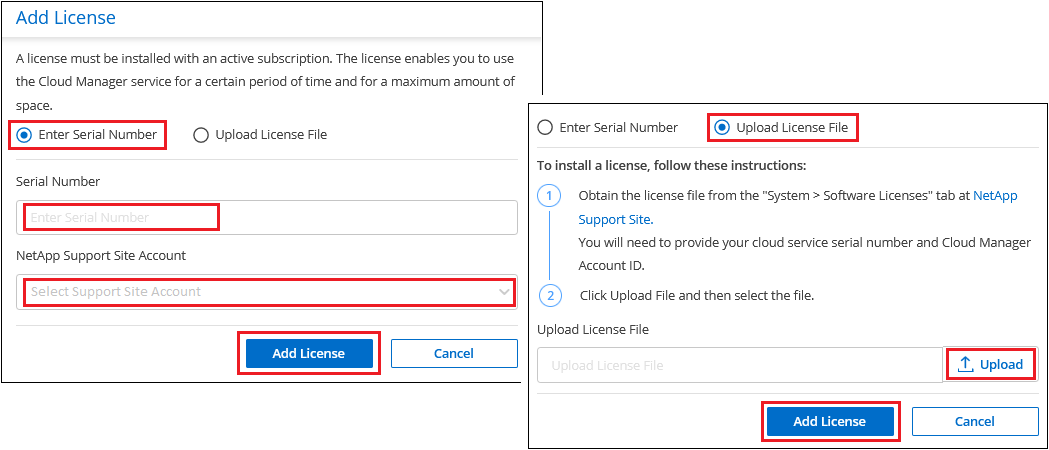 Add License
A license must be installed with an active subscription. The license enables you to use
the Cloud Manager service for a certain period of time and for a maximum amount of
space.
Enter Serial Number
Upload License File
Serial Number
Enter Serial Number
NetApp Support Site Account
Select Support Site Account
Add License
Cancel
Enter Serial Number
Upload License File
To install a license, follow these instructions:
1
Obtain the license file from the "System > Software Licenses" tab at NetApp
Support Site.
You will need to provide your cloud service serial number and Cloud Manager
Account ID.
2
Click Upload File and then select the file.
Upload License File
Upload License File
Upload
Add License
Cancel